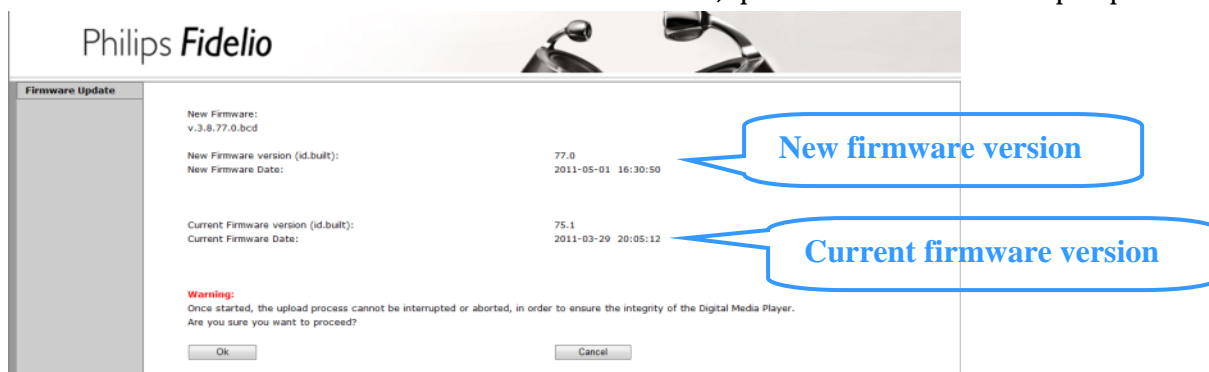 Philips Fidelio
Firmware Update
New Firmware:
v.3.8.77.0.bcd
New Firmware version (id.built): 77.0
New Firmware Date: 2011-05-01 16:30:50
New firmware version
Current Firmware version (id.built): 75.1
Current Firmware Date: 2011-03-29 20:05:12
Current firmware version
Warning:
Once started, the upload process cannot be interrupted or aborted, in order to ensure the integrity of the Digital Media Player.
Are you sure you want to proceed?
Ok Cancel